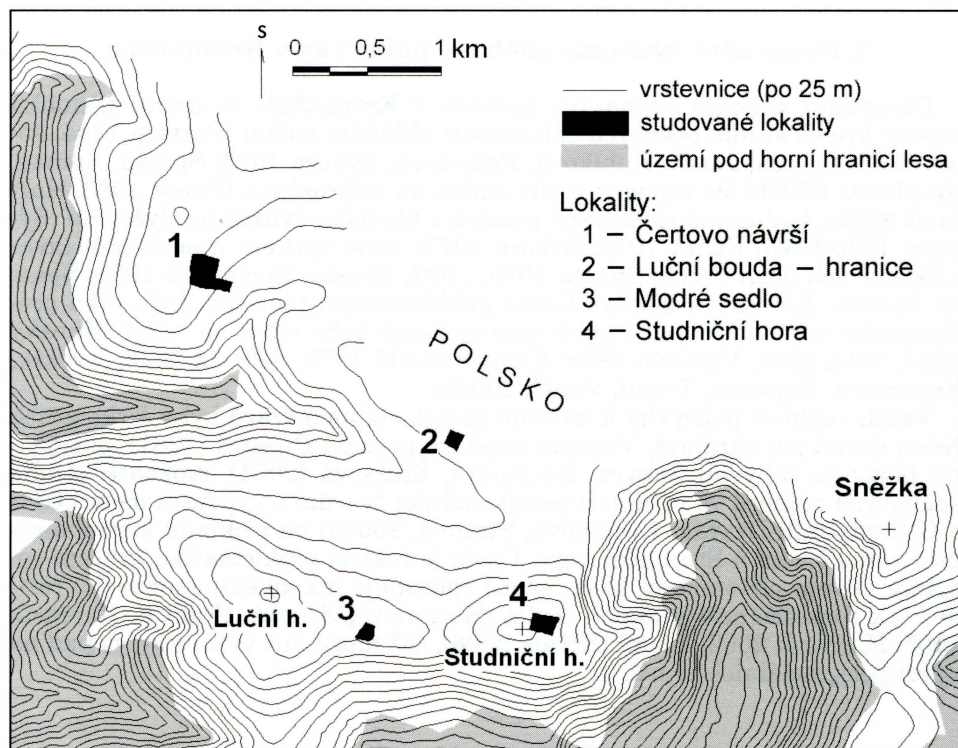 S
0 0,5 1 km
vrstevnice (po 25 m)
studované lokality
území pod horní hranicí lesa
Lokality:
1 – Čertovo návrší
2 – Luční bouda – hranice
3 – Modré sedlo
4 – Studniční hora
1
POLSKO
2
Sněžka
Luční h.
3
4
Studniční h.